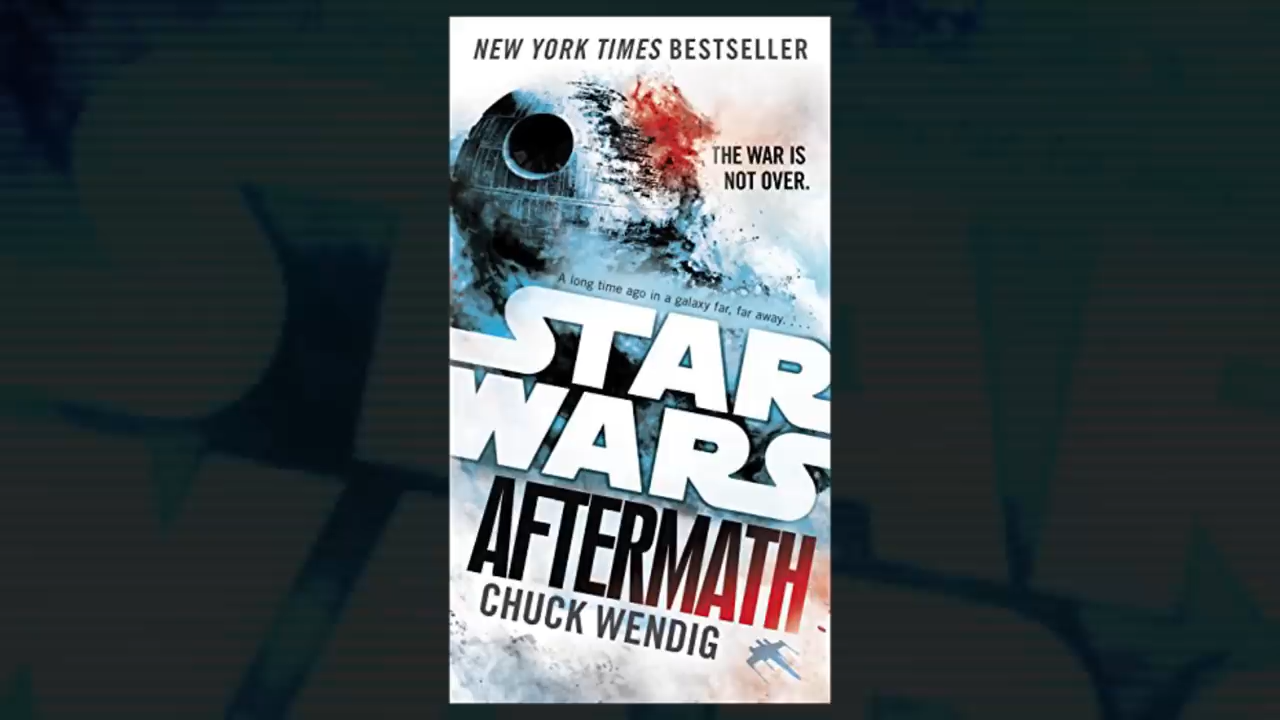 NEW YORK TIMES BESTSELLER
THE WAR IS
NOT OVER.
A long time ago in a galaxy far, far away. . . .
STAR
WARS
AFTERMATH
CHUCK WENDIG